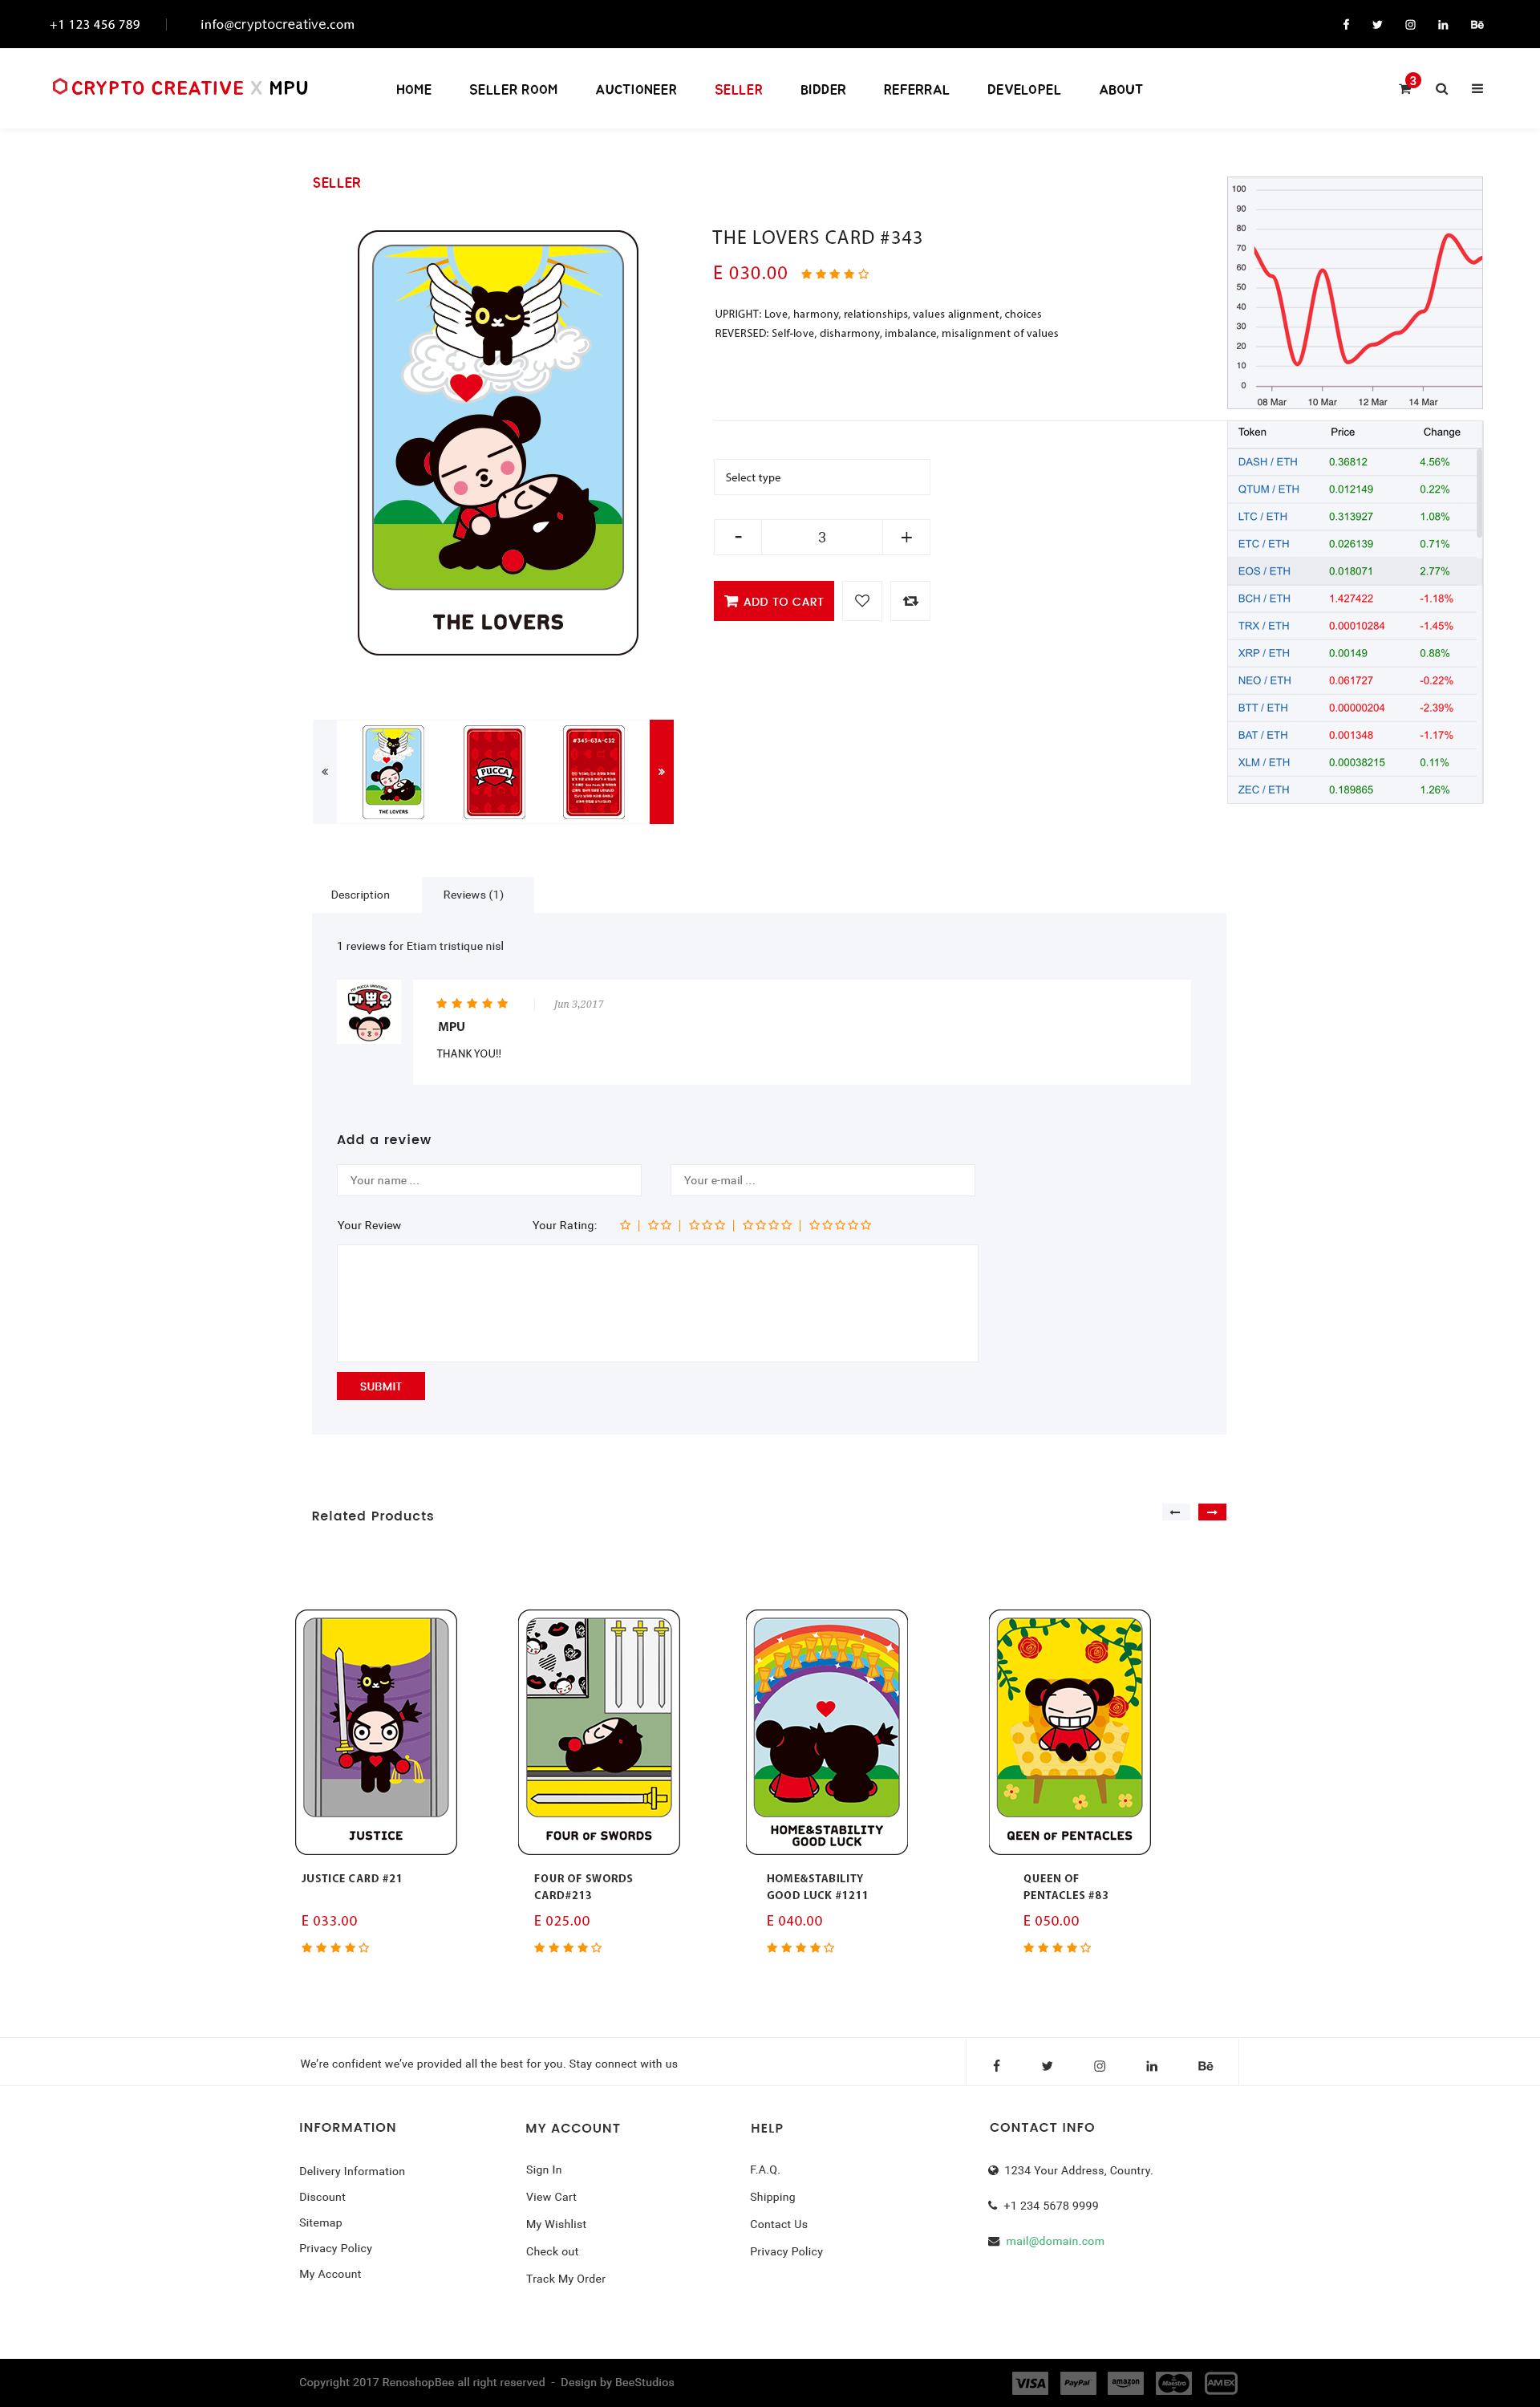 +1 123 456 789
info@cryptocreative.com
Bē
CRYPTO CREATIVE X MPU
HOME
SELLER ROOM
AUCTIONEER
SELLER
BIDDER
REFERRAL
DEVELOPEL
ABOUT
3
SELLER
THE LOVERS
THE LOVERS CARD #343
E 030.00
UPRIGHT: Love, harmony, relationships, values alignment, choices
REVERSED: Self-love, disharmony, imbalance, misalignment of values
Select type
- 3 +
ADD TO CART
100
90
80
70
60
50
40
30
20
10
0
08 Mar 10 Mar 12 Mar 14 Mar
Token Price Change
DASH / ETH 0.36812 4.56%
QTUM / ETH 0.012149 0.22%
LTC / ETH 0.313927 1.08%
ETC / ETH 0.026139 0.71%
EOS / ETH 0.018071 2.77%
BCH / ETH 1.427422 -1.18%
TRX / ETH 0.00010284 -1.45%
XRP / ETH 0.00149 0.88%
NEO / ETH 0.061727 -0.22%
BTT / ETH 0.00000204 -2.39%
BAT / ETH 0.001348 -1.17%
XLM / ETH 0.00038215 0.11%
ZEC / ETH 0.189865 1.26%
«
THE LOVERS
PUCCA
#345-63A-C32
»
Description
Reviews (1)
1 reviews for Etiam tristique nisl
MY PUCCA UNIVERSE
마뿌유
Jun 3,2017
MPU
THANK YOU!!
Add a review
Your name ...
Your e-mail ...
Your Review
Your Rating:
SUBMIT
Related Products
JUSTICE
FOUR OF SWORDS
HOME&STABILITY
GOOD LUCK
QEEN OF PENTACLES
JUSTICE CARD #21
E 033.00
FOUR OF SWORDS
CARD#213
E 025.00
HOME&STABILITY
GOOD LUCK #1211
E 040.00
QUEEN OF
PENTACLES #83
E 050.00
We’re confident we’ve provided all the best for you. Stay connect with us
Bē
INFORMATION
Delivery Information
Discount
Sitemap
Privacy Policy
My Account
MY ACCOUNT
Sign In
View Cart
My Wishlist
Check out
Track My Order
HELP
F.A.Q.
Shipping
Contact Us
Privacy Policy
CONTACT INFO
1234 Your Address, Country.
+1 234 5678 9999
mail@domain.com
Copyright 2017 RenoshopBee all right reserved - Design by BeeStudios
VISA
PayPal
amazon
Maestro
AMEX